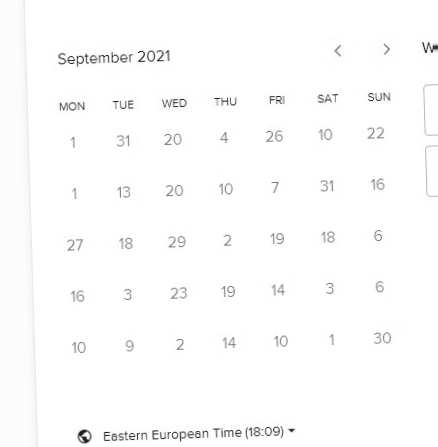 September 2021 < >
MON TUE WED THU FRI SAT SUN
1 31 20 4 26 10 22
1 13 20 10 7 31 16
27 18 29 2 19 18 6
16 3 23 19 14 3 6
10 9 2 14 10 1 30
Eastern European Time (18:09)